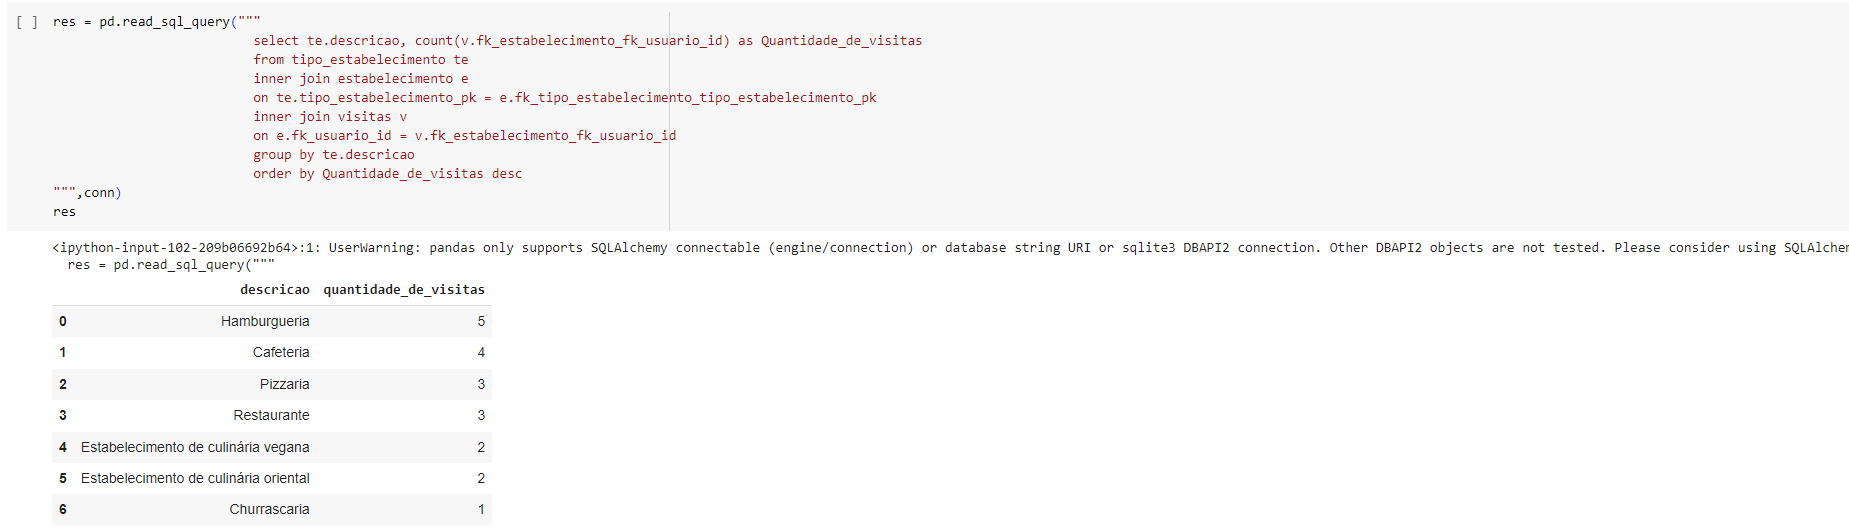 [ ] res = pd.read_sql_query("""
select te.descricao, count(v.fk_estabelecimento_fk_usuario_id) as Quantidade_de_visitas
from tipo_estabelecimento te
inner join estabelecimento e
on te.tipo_estabelecimento_pk = e.fk_tipo_estabelecimento_tipo_estabelecimento_pk
inner join visitas v
on e.fk_usuario_id = v.fk_estabelecimento_fk_usuario_id
group by te.descricao
order by Quantidade_de_visitas desc
""",conn)
res
<ipython-input-102-209b06692b64>:1: UserWarning: pandas only supports SQLAlchemy connectable (engine/connection) or database string URI or sqlite3 DBAPI2 connection. Other DBAPI2 objects are not tested. Please consider using SQLAlchem
res = pd.read_sql_query("""
descricao quantidade_de_visitas
0 Hamburgueria 5
1 Cafeteria 4
2 Pizzaria 3
3 Restaurante 3
4 Estabelecimento de culinária vegana 2
5 Estabelecimento de culinária oriental 2
6 Churrascaria 1